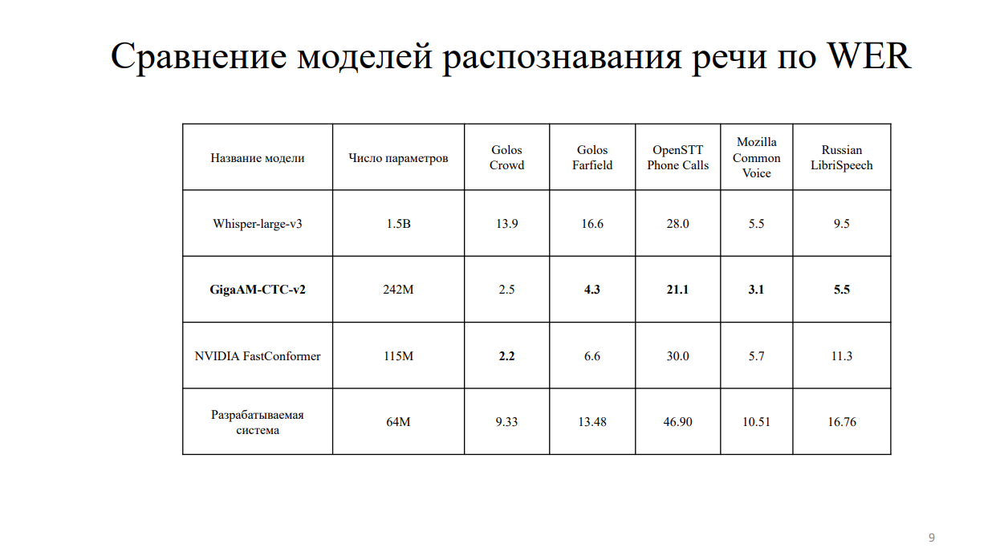 Сравнение моделей распознавания речи по WER
Название модели
Число параметров
Golos
Crowd
Golos
Farfield
OpenSTT
Phone Calls
Mozilla
Common
Voice
Russian
LibriSpeech
Whisper-large-v3
1.5B
13.9
16.6
28.0
5.5
9.5
GigaAM-CTC-v2
242M
2.5
4.3
21.1
3.1
5.5
NVIDIA FastConformer
115M
2.2
6.6
30.0
5.7
11.3
Разрабатываемая
система
64M
9.33
13.48
46.90
10.51
16.76
9